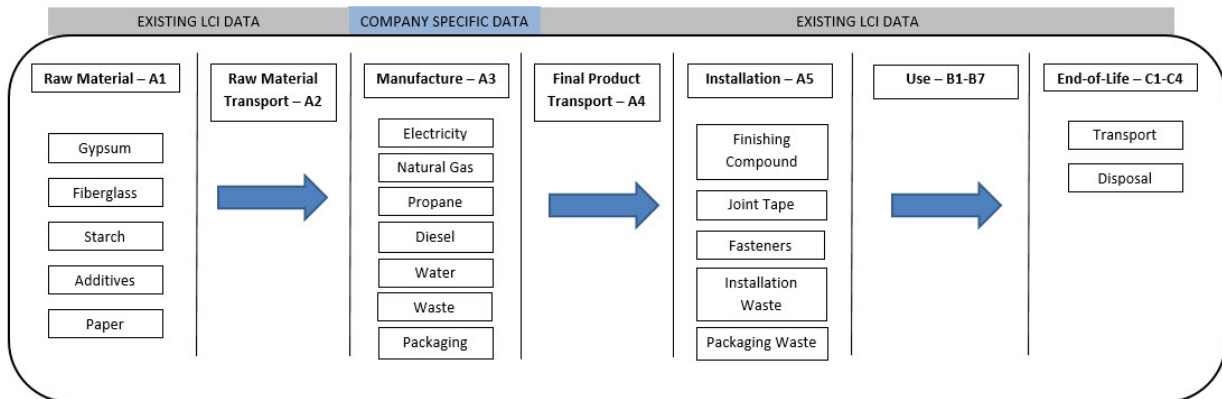 EXISTING LCI DATA
COMPANY SPECIFIC DATA
EXISTING LCI DATA
Raw Material – A1
Gypsum
Fiberglass
Starch
Additives
Paper
Raw Material
Transport – A2
Manufacture – A3
Electricity
Natural Gas
Propane
Diesel
Water
Waste
Packaging
Final Product
Transport – A4
Installation – A5
Finishing
Compound
Joint Tape
Fasteners
Installation
Waste
Packaging Waste
Use – B1-B7
End-of-Life – C1-C4
Transport
Disposal